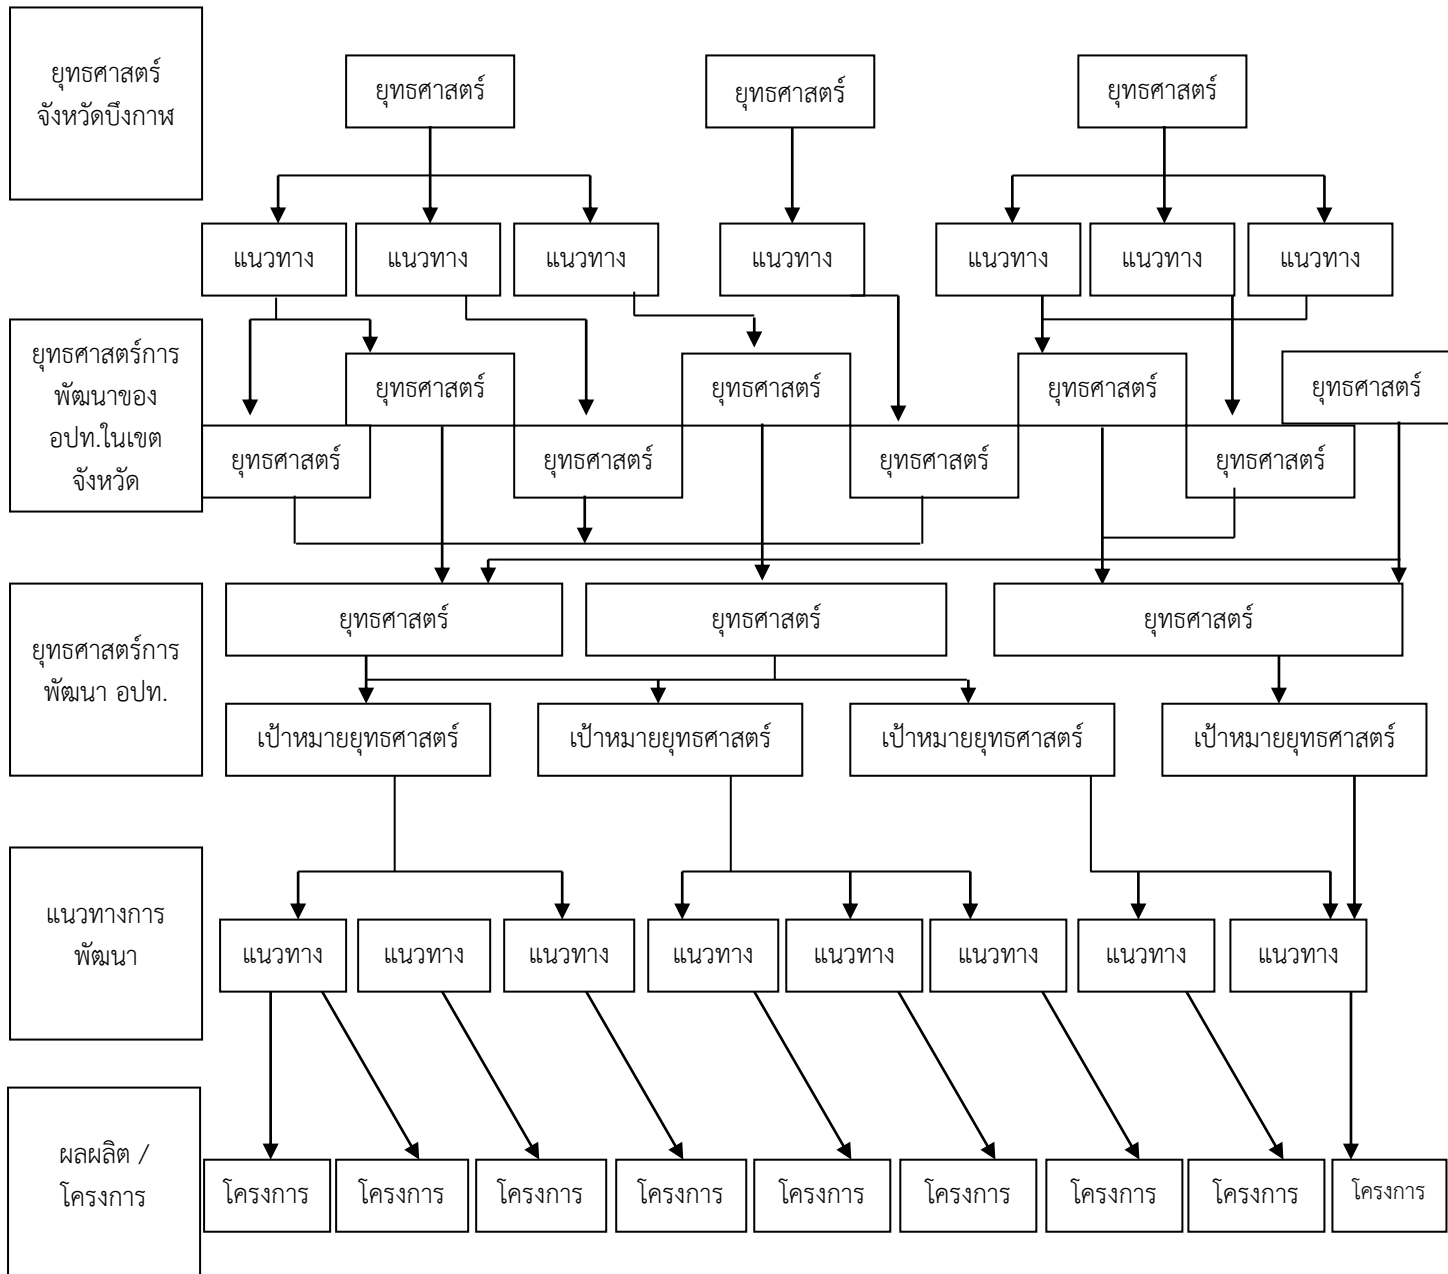 ยุทธศาสตร์
จังหวัดบึงกาฬ
ยุทธศาสตร์
ยุทธศาสตร์
ยุทธศาสตร์
แนวทาง
แนวทาง
แนวทาง
แนวทาง
แนวทาง
แนวทาง
แนวทาง
ยุทธศาสตร์การ
พัฒนาของ
อปท.ในเขต
จังหวัด
ยุทธศาสตร์
ยุทธศาสตร์
ยุทธศาสตร์
ยุทธศาสตร์
ยุทธศาสตร์
ยุทธศาสตร์
ยุทธศาสตร์
ยุทธศาสตร์
ยุทธศาสตร์การ
พัฒนา อปท.
ยุทธศาสตร์
ยุทธศาสตร์
ยุทธศาสตร์
เป้าหมายยุทธศาสตร์
เป้าหมายยุทธศาสตร์
เป้าหมายยุทธศาสตร์
เป้าหมายยุทธศาสตร์
แนวทางการ
พัฒนา
แนวทาง
แนวทาง
แนวทาง
แนวทาง
แนวทาง
แนวทาง
แนวทาง
แนวทาง
ผลผลิต /
โครงการ
โครงการ
โครงการ
โครงการ
โครงการ
โครงการ
โครงการ
โครงการ
โครงการ
โครงการ